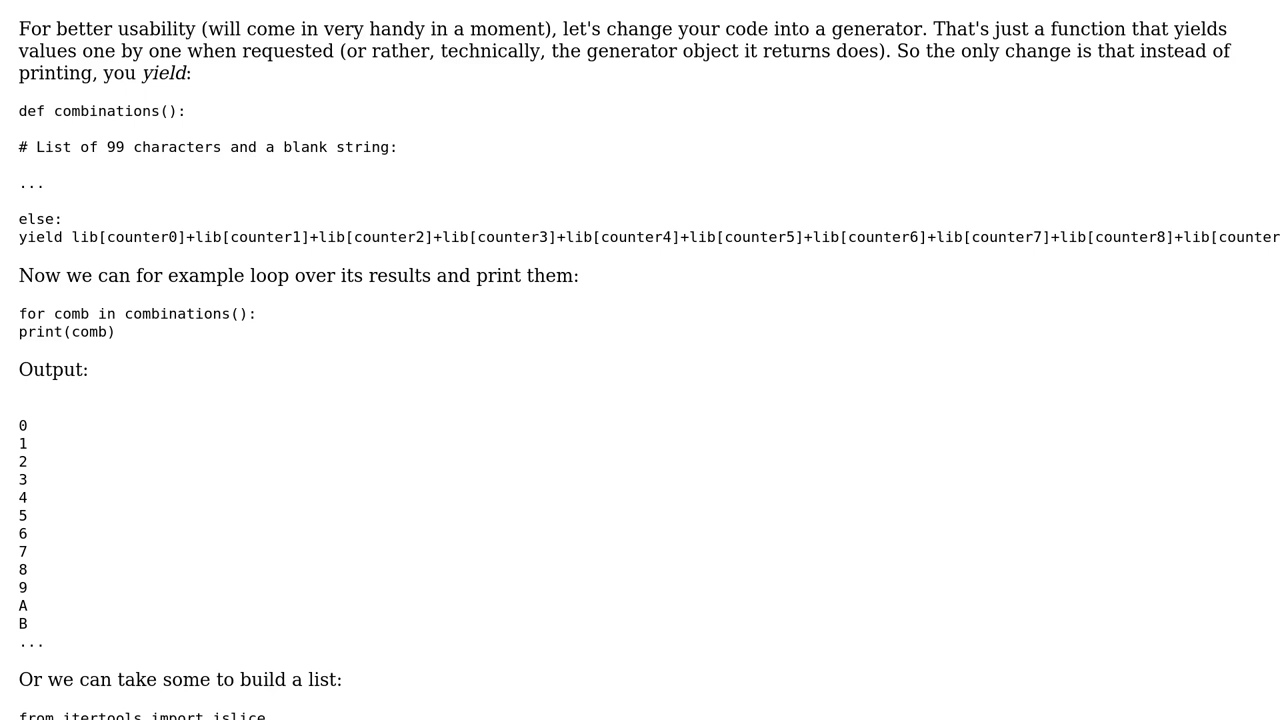 For better usability (will come in very handy in a moment), let's change your code into a generator. That's just a function that yields
values one by one when requested (or rather, technically, the generator object it returns does). So the only change is that instead of
printing, you yield:
def combinations():
# List of 99 characters and a blank string:
...
else:
yield lib[counter0]+lib[counter1]+lib[counter2]+lib[counter3]+lib[counter4]+lib[counter5]+lib[counter6]+lib[counter7]+lib[counter8]+lib[counter
Now we can for example loop over its results and print them:
for comb in combinations():
print(comb)
Output:
0
1
2
3
4
5
6
7
8
9
A
B
...
Or we can take some to build a list:
from itertools import islice